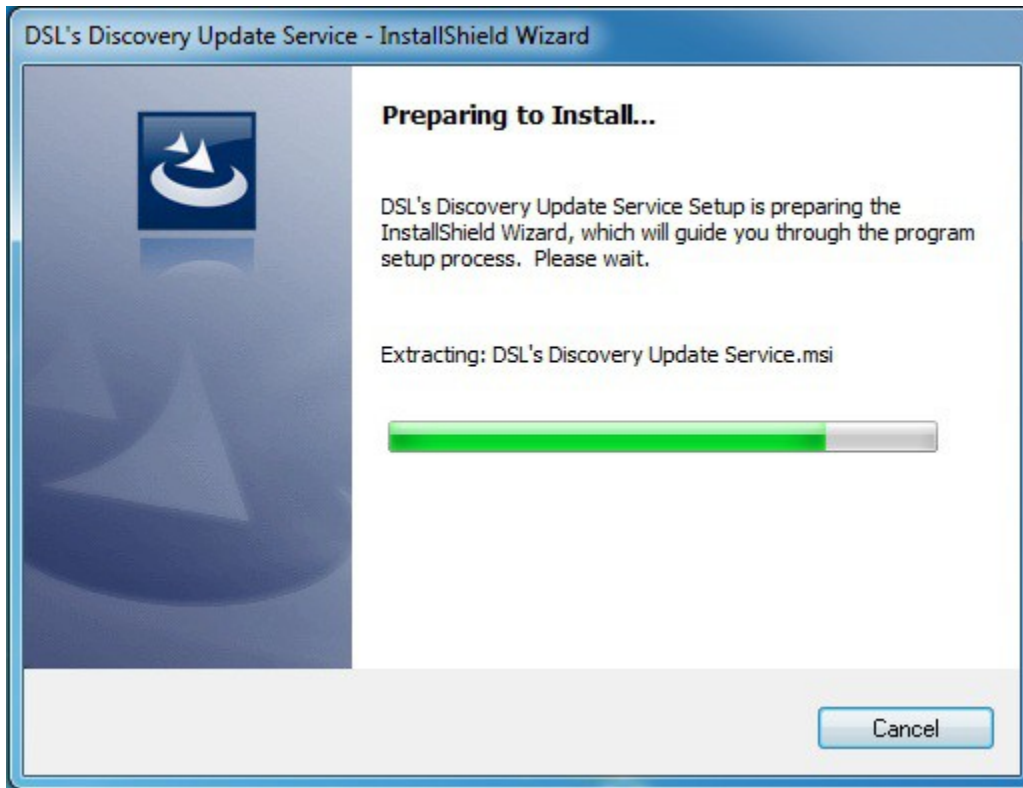 DSL's Discovery Update Service - InstallShield Wizard
Preparing to Install...
DSL's Discovery Update Service Setup is preparing the
InstallShield Wizard, which will guide you through the program
setup process.  Please wait.
Extracting: DSL's Discovery Update Service.msi
Cancel